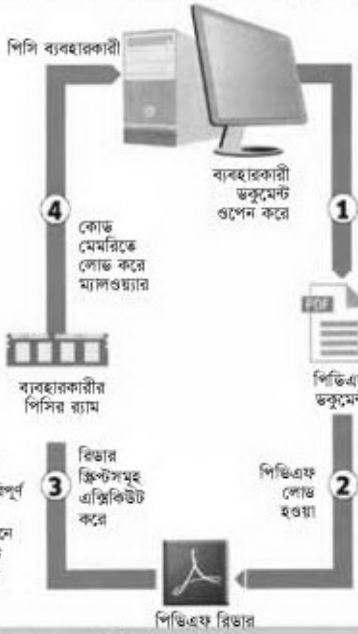 পিসি ব্যবহারকারী
ব্যবহারকারী
ডকুমেন্ট
ওপেন করে
1
4
কোড
মেমরিতে
লোড করে
ম্যালওয়্যার
PDF
ব্যবহারকারীর
পিসির র‍্যাম
রিডার
স্ক্রিপ্টসমূহ
এক্সিকিউট
করে
3
পিডিএফ
লোড
হওয়া
2
পিডিএফ রিডার